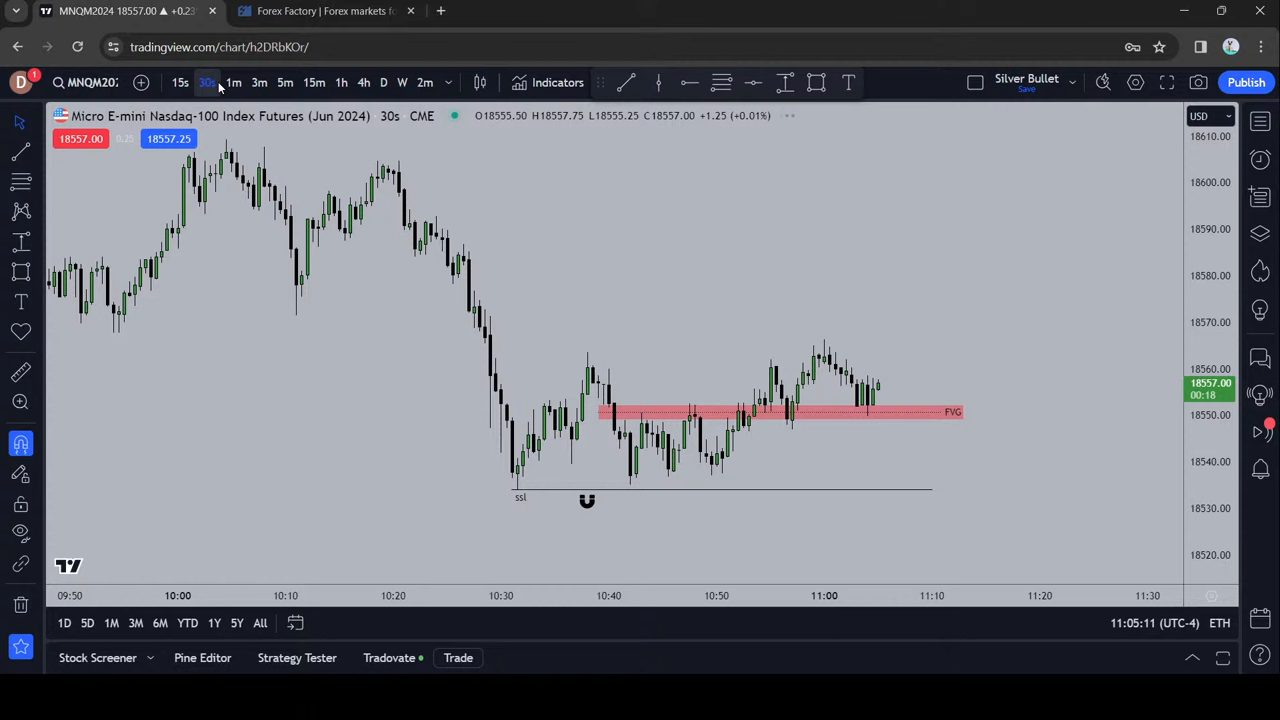 MNQM2024 18557.00 ▲ +0.23
Forex Factory | Forex markets fo
tradingview.com/chart/h2DRbKOr/
D 1 MNQM202 15s 30s 1m 3m 5m 15m 1h 4h D W 2m Indicators Silver Bullet Save Publish
Micro E-mini Nasdaq-100 Index Futures (Jun 2024) · 30s · CME O18555.50 H18557.75 L18555.25 C18557.00 +1.25 (+0.01%)
USD
18557.00 0.25 18557.25
18610.00
18600.00
18590.00
18580.00
18570.00
18560.00
18557.00
00:18
18550.00
FVG
18540.00
ssl
18530.00
18520.00
09:50 10:00 10:10 10:20 10:30 10:40 10:50 11:00 11:10 11:20 11:30
1D 5D 1M 3M 6M YTD 1Y 5Y All 11:05:11 (UTC-4) ETH
Stock Screener Pine Editor Strategy Tester Tradovate Trade